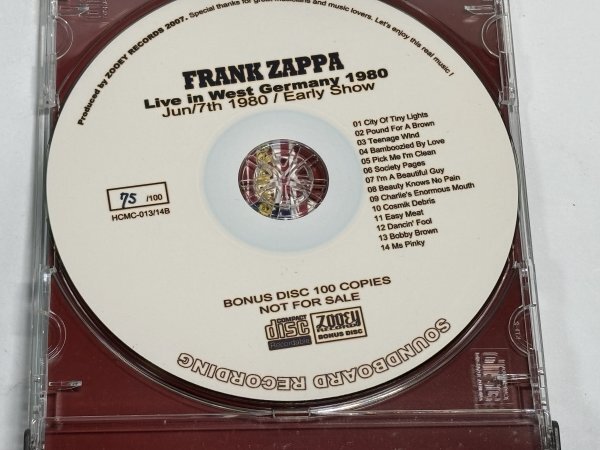 Produced by ZOOEY RECORDS 2007. Special thanks for great musicians and music lovers. Let's enjoy this real music !
FRANK ZAPPA
Live in West Germany 1980
Jun/7th 1980 / Early Show
01 City Of Tiny Lights
02 Pound For A Brown
03 Teenage Wind
04 Bamboozled By Love
05 Pick Me I'm Clean
06 Society Pages
07 I'm A Beautiful Guy
08 Beauty Knows No Pain
09 Charlie's Enormous Mouth
10 Cosmik Debris
11 Easy Meat
12 Dancin' Fool
13 Bobby Brown
14 Ms Pinky
75 /100
HCMC-013/14B
BONUS DISC 100 COPIES
NOT FOR SALE
COMPACT
disc
Recordable
ZOOEY
RECORDS
BONUS DISC
SOUNDBOARD RECORDING